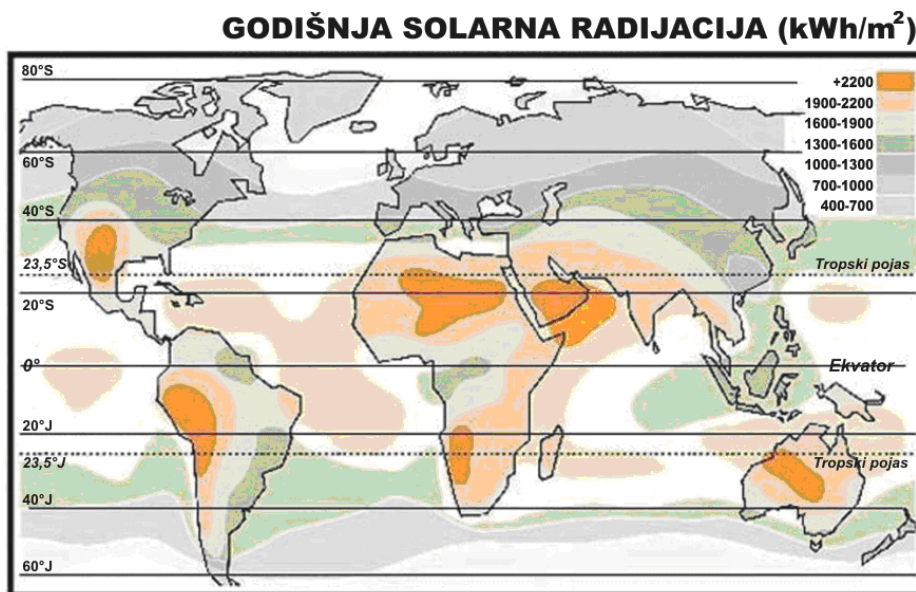 GODIŠNJA SOLARNA RADIJACIJA (kWh/m²)
80°S
+2200
1900-2200
1600-1900
1300-1600
1000-1300
700-1000
400-700
60°S
40°S
23,5°S
Tropski pojas
20°S
0°
Ekvator
20°J
23,5°J
Tropski pojas
40°J
60°J